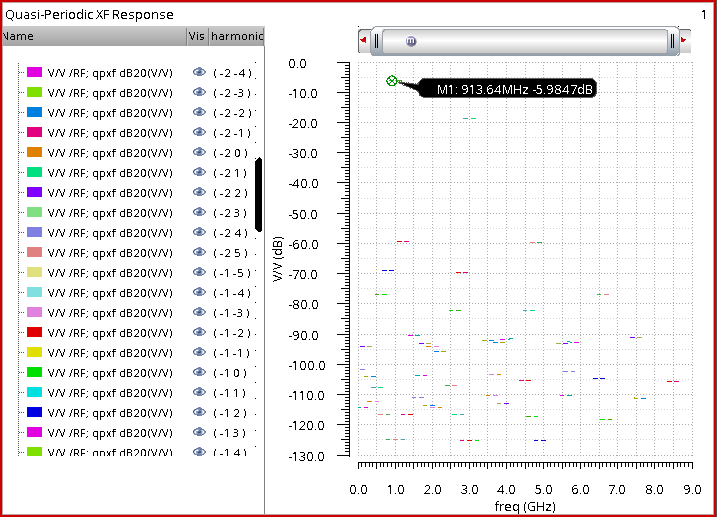 Quasi-Periodic XF Response 1
Name Vis harmonic
V/V /RF; qpxf dB20(V/V) (-2 -4)
V/V /RF; qpxf dB20(V/V) (-2 -3)
V/V /RF; qpxf dB20(V/V) (-2 -2)
V/V /RF; qpxf dB20(V/V) (-2 -1)
V/V /RF; qpxf dB20(V/V) (-2 0)
V/V /RF; qpxf dB20(V/V) (-2 1)
V/V /RF; qpxf dB20(V/V) (-2 2)
V/V /RF; qpxf dB20(V/V) (-2 3)
V/V /RF; qpxf dB20(V/V) (-2 4)
V/V /RF; qpxf dB20(V/V) (-2 5)
V/V /RF; qpxf dB20(V/V) (-1 -5)
V/V /RF; qpxf dB20(V/V) (-1 -4)
V/V /RF; qpxf dB20(V/V) (-1 -3)
V/V /RF; qpxf dB20(V/V) (-1 -2)
V/V /RF; qpxf dB20(V/V) (-1 -1)
V/V /RF; qpxf dB20(V/V) (-1 0)
V/V /RF; qpxf dB20(V/V) (-1 1)
V/V /RF; qpxf dB20(V/V) (-1 2)
V/V /RF; qpxf dB20(V/V) (-1 3)
V/V /RF; qpxf dB20(V/V) (-1 4)
m
M1: 913.64MHz -5.9847dB
V/V (dB)
0.0
-10.0
-20.0
-30.0
-40.0
-50.0
-60.0
-70.0
-80.0
-90.0
-100.0
-110.0
-120.0
-130.0
0.0 1.0 2.0 3.0 4.0 5.0 6.0 7.0 8.0 9.0
freq (GHz)